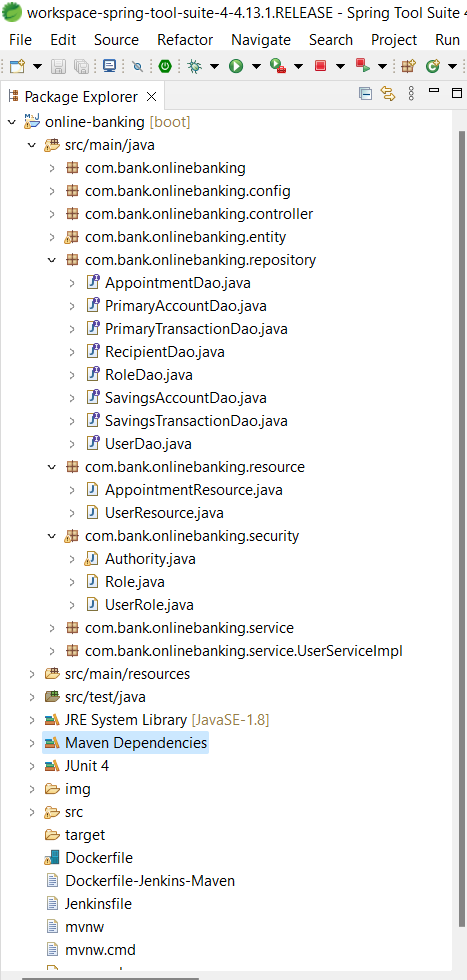 workspace-spring-tool-suite-4-4.13.1.RELEASE - Spring Tool Suite 4
File Edit Source Refactor Navigate Search Project Run
Package Explorer
online-banking [boot]
src/main/java
com.bank.onlinebanking
com.bank.onlinebanking.config
com.bank.onlinebanking.controller
com.bank.onlinebanking.entity
com.bank.onlinebanking.repository
AppointmentDao.java
PrimaryAccountDao.java
PrimaryTransactionDao.java
RecipientDao.java
RoleDao.java
SavingsAccountDao.java
SavingsTransactionDao.java
UserDao.java
com.bank.onlinebanking.resource
AppointmentResource.java
UserResource.java
com.bank.onlinebanking.security
Authority.java
Role.java
UserRole.java
com.bank.onlinebanking.service
com.bank.onlinebanking.service.UserServiceImpl
src/main/resources
src/test/java
JRE System Library [JavaSE-1.8]
Maven Dependencies
JUnit 4
img
src
target
Dockerfile
Dockerfile-Jenkins-Maven
Jenkinsfile
mvnw
mvnw.cmd